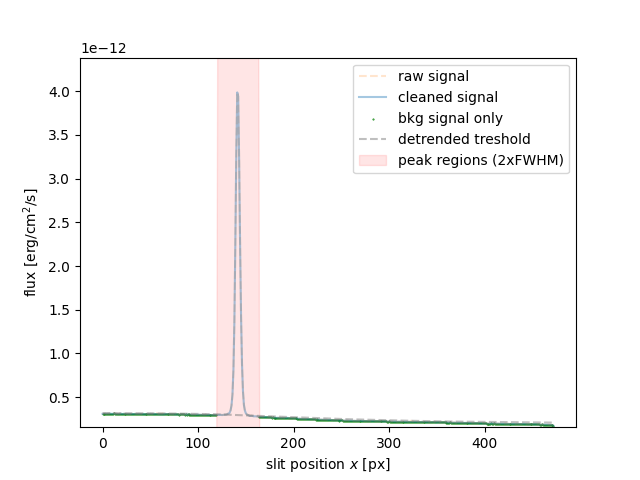 1e−12
4.0
3.5
3.0
2.5
2.0
1.5
1.0
0.5
flux [erg/cm²/s]
raw signal
cleaned signal
bkg signal only
detrended treshold
peak regions (2xFWHM)
0 100 200 300 400
slit position x [px]